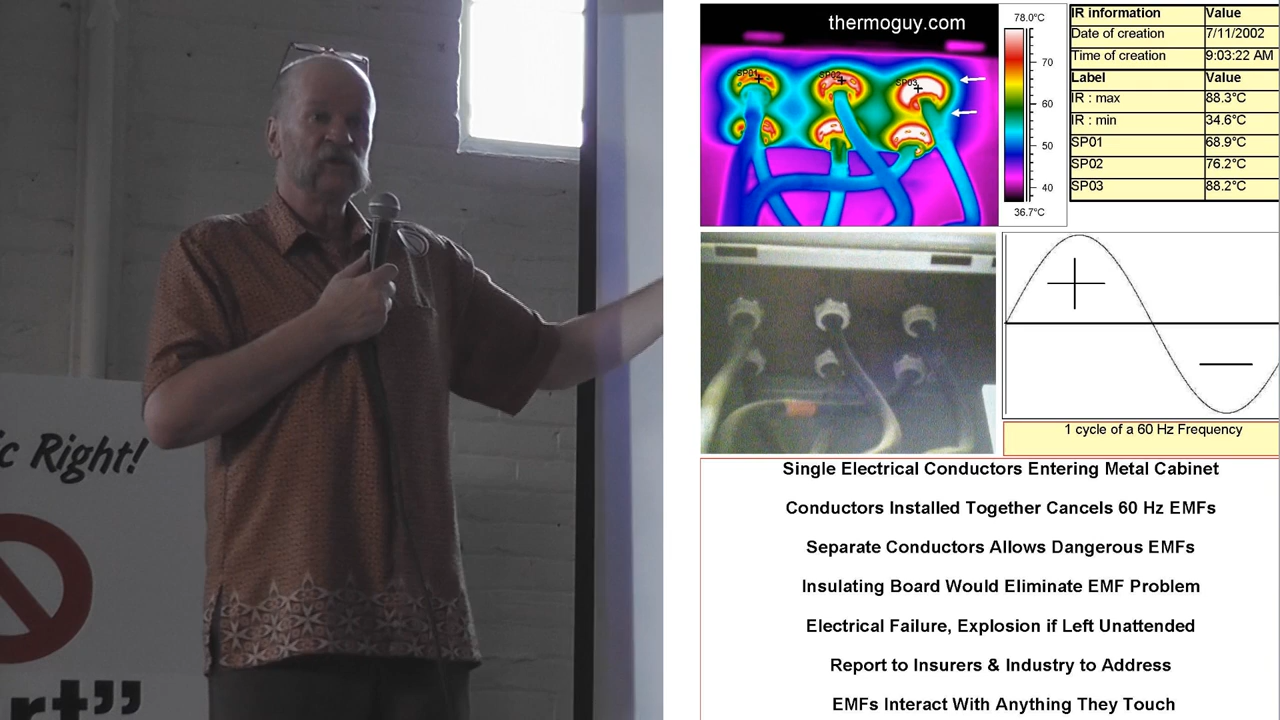 c Right!
rt”
thermoguy.com
SP01
SP02
SP03
78.0°C
70
60
50
40
36.7°C
IR information Value
Date of creation 7/11/2002
Time of creation 9:03:22 AM
Label Value
IR : max 88.3°C
IR : min 34.6°C
SP01 68.9°C
SP02 76.2°C
SP03 88.2°C
1 cycle of a 60 Hz Frequency
Single Electrical Conductors Entering Metal Cabinet
Conductors Installed Together Cancels 60 Hz EMFs
Separate Conductors Allows Dangerous EMFs
Insulating Board Would Eliminate EMF Problem
Electrical Failure, Explosion if Left Unattended
Report to Insurers & Industry to Address
EMFs Interact With Anything They Touch